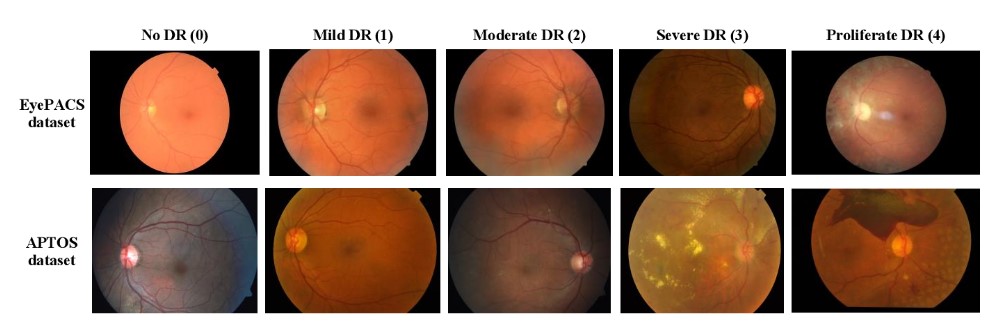 No DR (0) Mild DR (1) Moderate DR (2) Severe DR (3) Proliferate DR (4)
EyePACS
dataset
APTOS
dataset